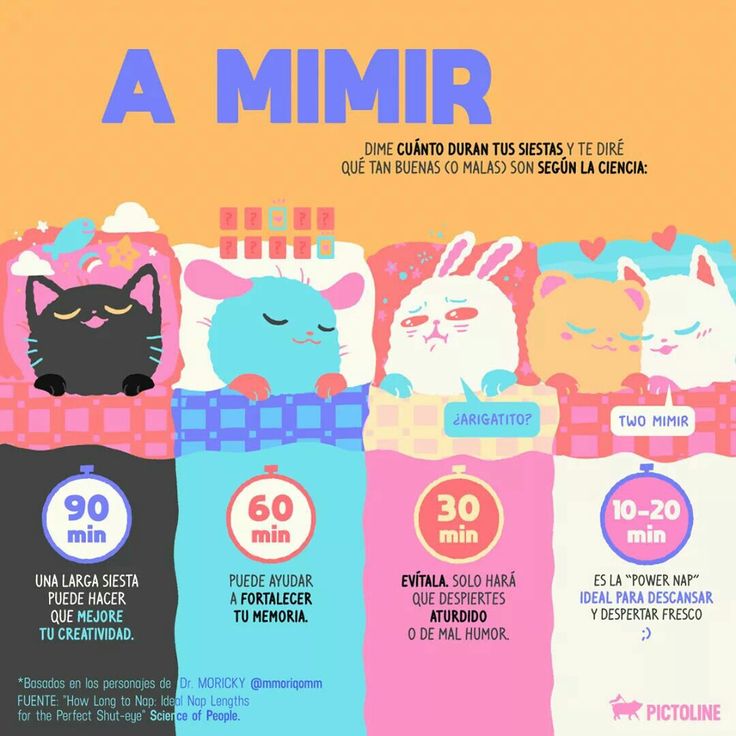 A MIMIR
DIME CUÁNTO DURAN TUS SIESTAS Y TE DIRÉ
QUÉ TAN BUENAS (O MALAS) SON SEGÚN LA CIENCIA:
? ? ? ?
? ? ? ?
¿ARIGATITO?
TWO MIMIR
90
min
UNA LARGA SIESTA
PUEDE HACER
QUE MEJORE
TU CREATIVIDAD.
60
min
PUEDE AYUDAR
A FORTALECER
TU MEMORIA.
30
min
EVÍTALA. SOLO HARÁ
QUE DESPIERTES
ATURDIDO
O DE MAL HUMOR.
10-20
min
ES LA "POWER NAP"
IDEAL PARA DESCANSAR
Y DESPERTAR FRESCO
;)
*Basados en los personajes de Dr. MORICKY @mmoriqomm
FUENTE: "How Long to Nap: Ideal Nap Lengths
for the Perfect Shut-eye" Science of People.
PICTOLINE